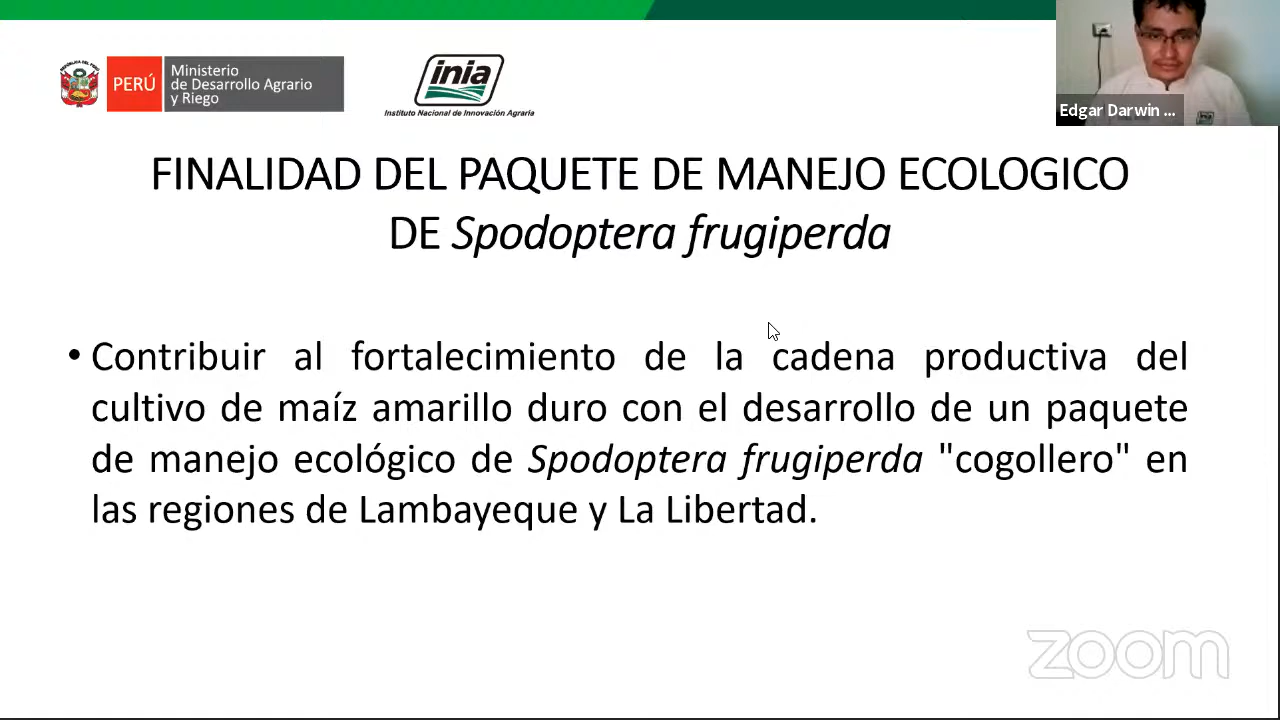 PERÚ
Ministerio
de Desarrollo Agrario
y Riego
inia
Instituto Nacional de Innovación Agraria
Edgar Darwin ...
FINALIDAD DEL PAQUETE DE MANEJO ECOLOGICO
DE Spodoptera frugiperda
• Contribuir al fortalecimiento de la cadena productiva del
cultivo de maíz amarillo duro con el desarrollo de un paquete
de manejo ecológico de Spodoptera frugiperda "cogollero" en
las regiones de Lambayeque y La Libertad.
zoom